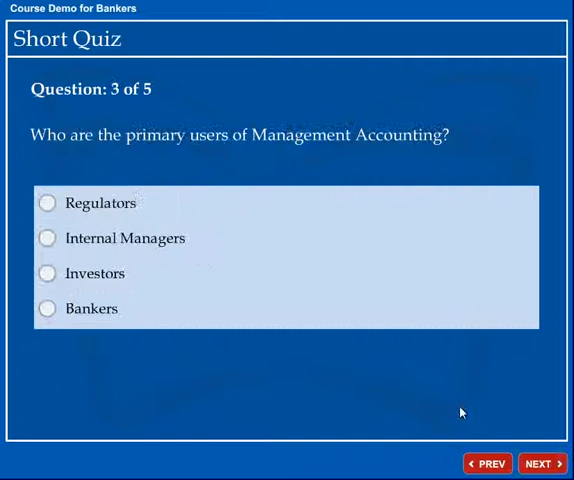 Course Demo for Bankers
Short Quiz
Question: 3 of 5
Who are the primary users of Management Accounting?
Regulators
Internal Managers
Investors
Bankers
PREV
NEXT